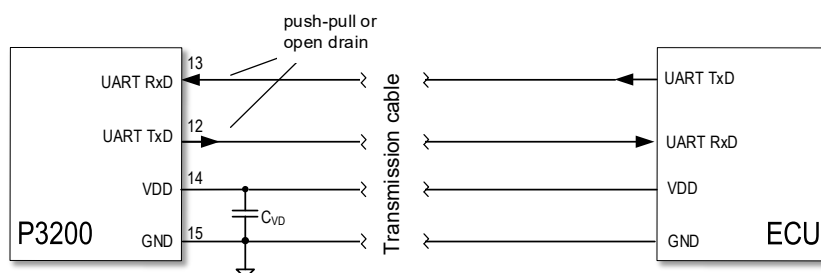 push-pull or
open drain
13
UART RxD
UART TxD
12
UART TxD
UART RxD
14
VDD
VDD
C_VD
15
GND
GND
P3200
ECU
Transmission cable